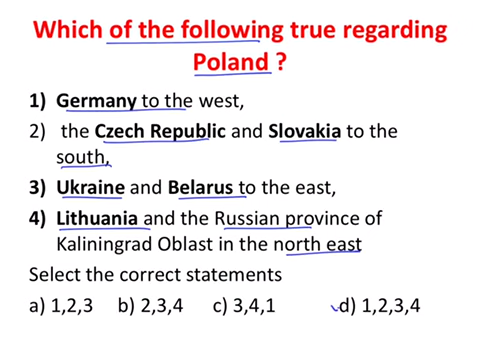 Which of the following true regarding
Poland ?
1) Germany to the west,
2) the Czech Republic and Slovakia to the
south,
3) Ukraine and Belarus to the east,
4) Lithuania and the Russian province of
Kaliningrad Oblast in the north east
Select the correct statements
a) 1,2,3 b) 2,3,4 c) 3,4,1 d) 1,2,3,4